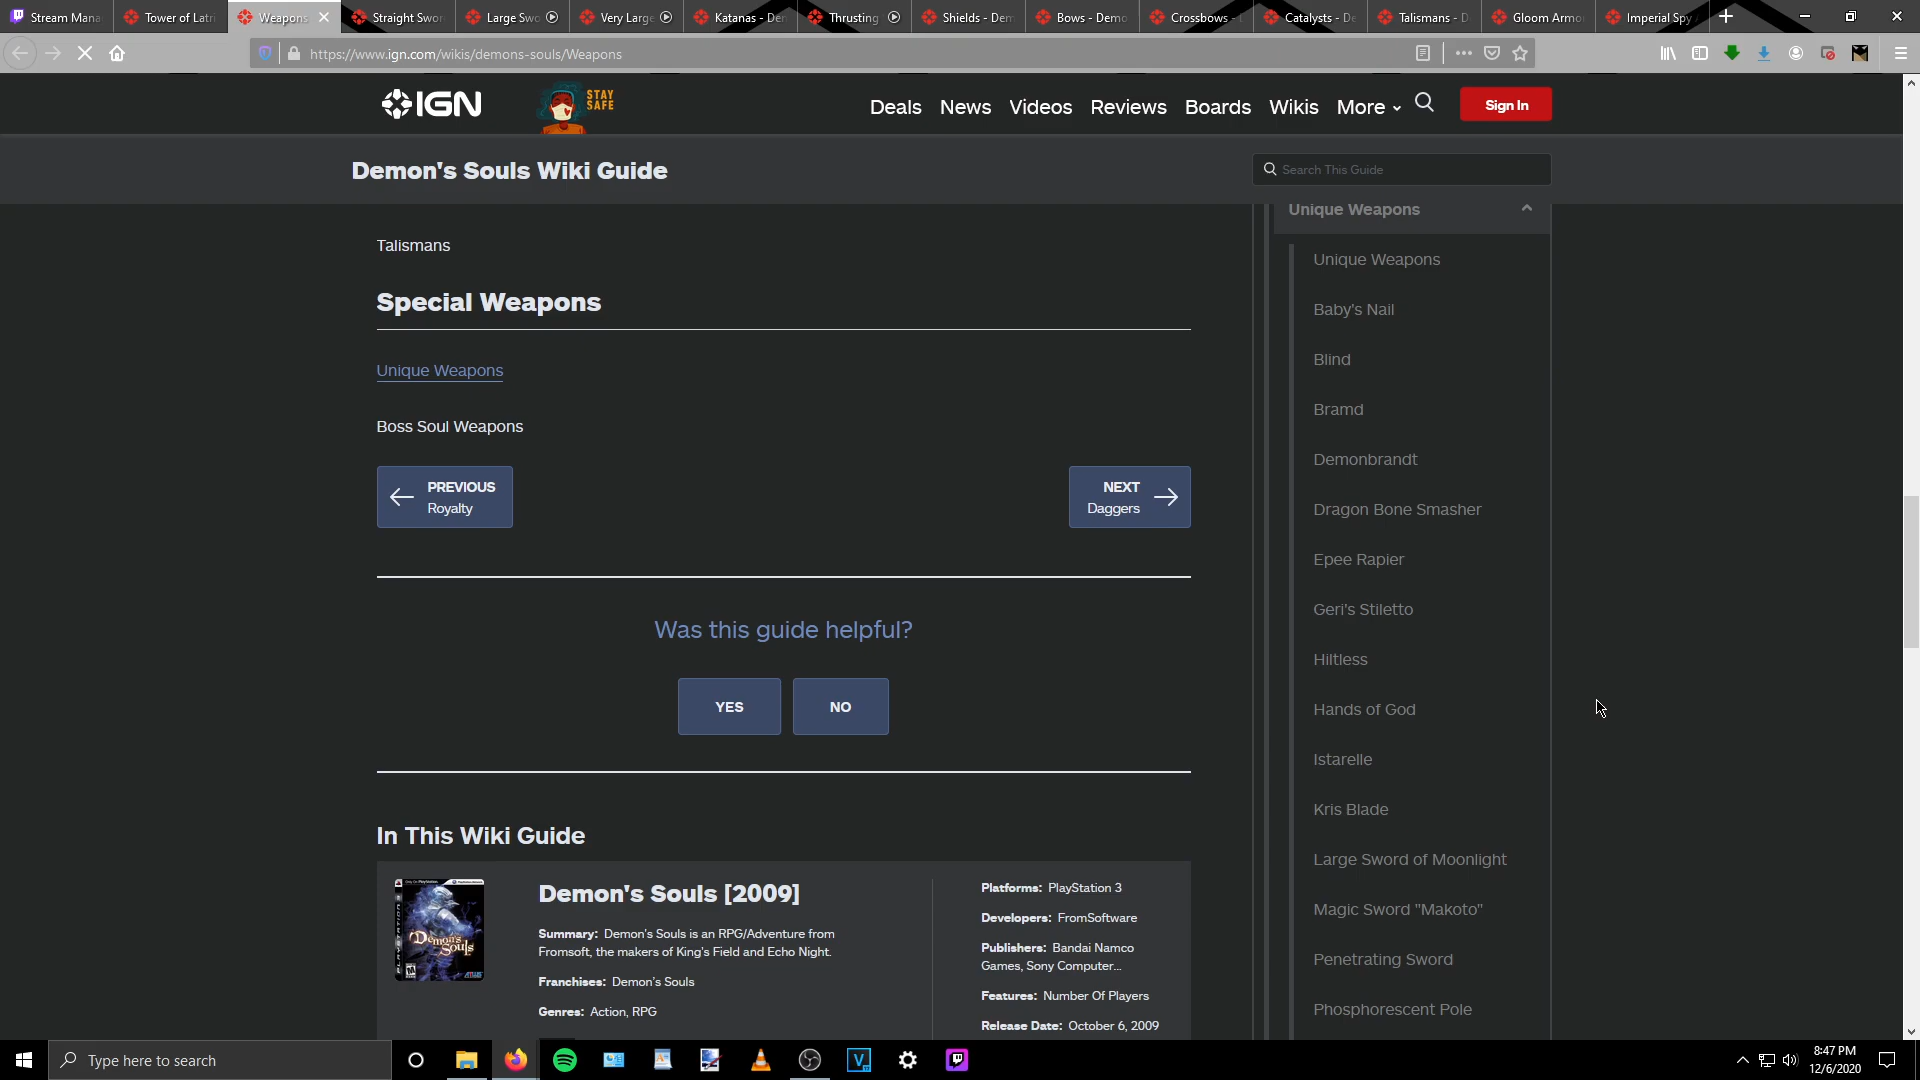 Stream Mana
Tower of Latri
Weapons
Straight Swor
Large Swo
Very Large
Katanas - De
Thrusting
Shields - Dem
Bows - Demo
Crossbows -
Catalysts - De
Talismans - D
Gloom Armo
Imperial Spy
https://www.ign.com/wikis/demons-souls/Weapons
IGN
STAY
SAFE
Deals
News
Videos
Reviews
Boards
Wikis
More
Sign In
Demon's Souls Wiki Guide
Search This Guide
Talismans
Special Weapons
Unique Weapons
Boss Soul Weapons
PREVIOUS
Royalty
NEXT
Daggers
Was this guide helpful?
YES
NO
In This Wiki Guide
Demon's Souls
ATLUS
Demon's Souls [2009]
Summary: Demon's Souls is an RPG/Adventure from
Fromsoft, the makers of King's Field and Echo Night.
Franchises: Demon's Souls
Genres: Action, RPG
Platforms: PlayStation 3
Developers: FromSoftware
Publishers: Bandai Namco
Games, Sony Computer...
Features: Number Of Players
Release Date: October 6, 2009
Unique Weapons
Unique Weapons
Baby's Nail
Blind
Bramd
Demonbrandt
Dragon Bone Smasher
Epee Rapier
Geri's Stiletto
Hiltless
Hands of God
Istarelle
Kris Blade
Large Sword of Moonlight
Magic Sword "Makoto"
Penetrating Sword
Phosphorescent Pole
Type here to search
8:47 PM
12/6/2020